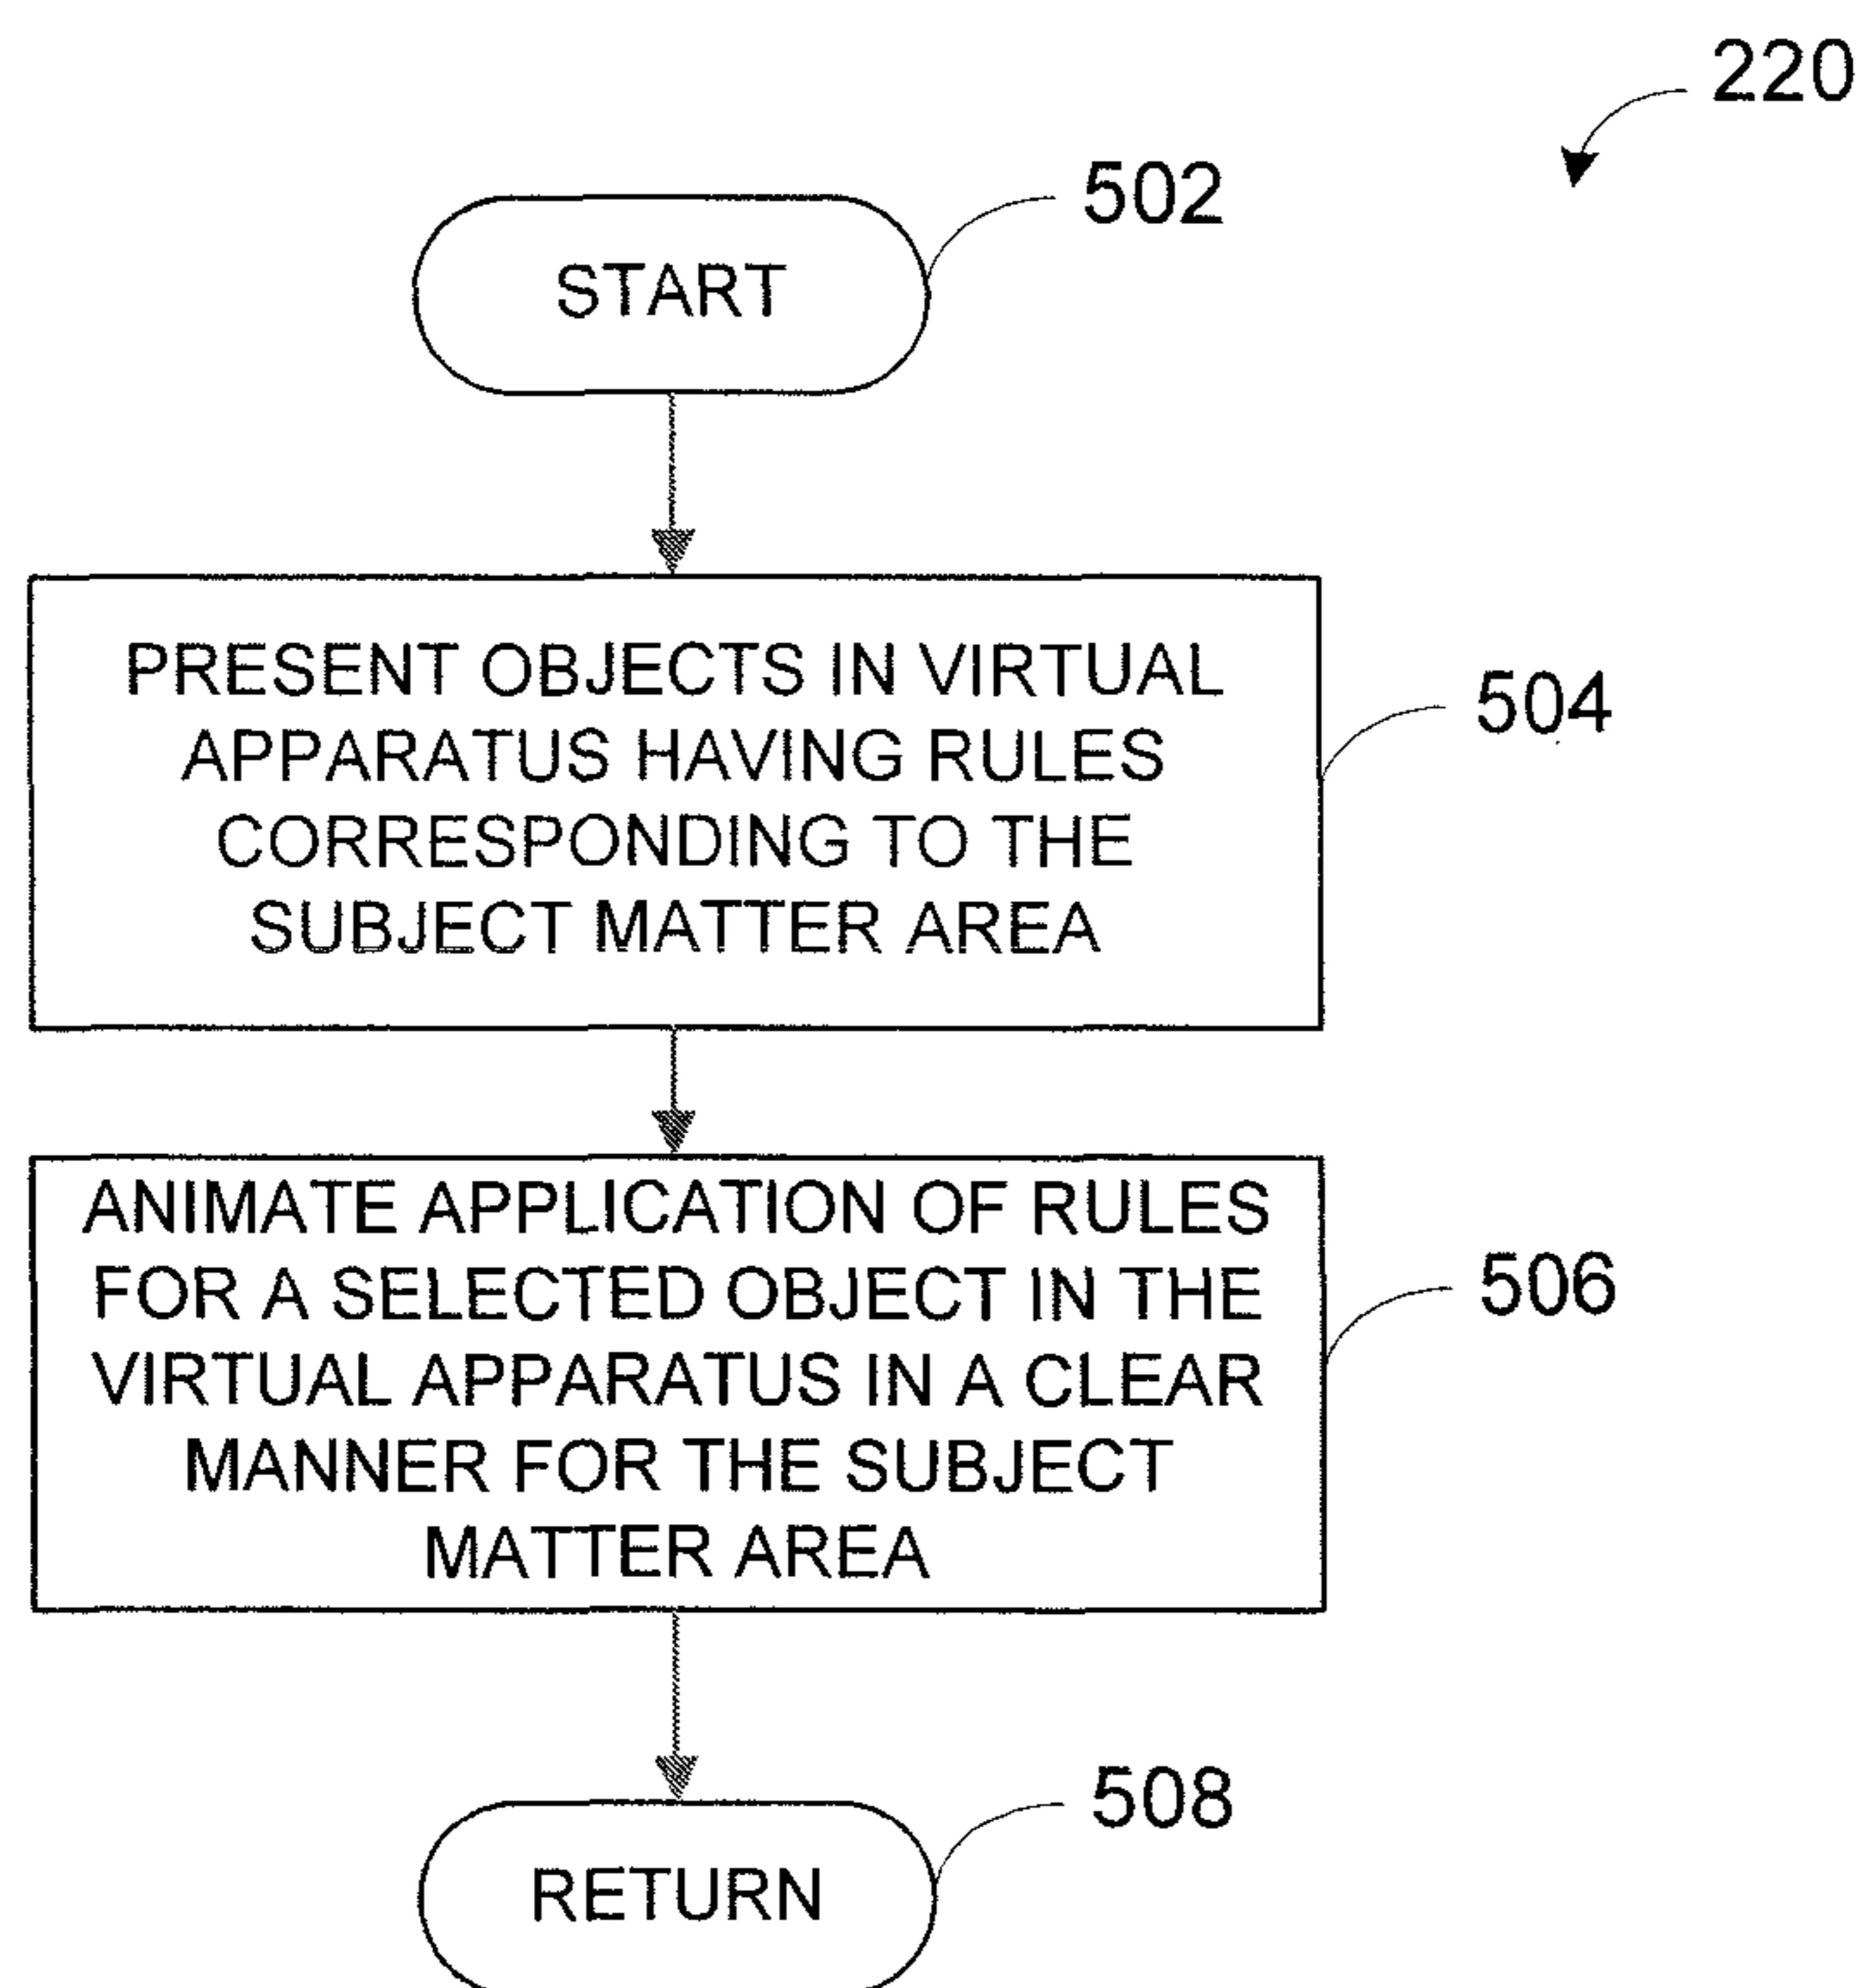 220
502
START
PRESENT OBJECTS IN VIRTUAL
APPARATUS HAVING RULES
CORRESPONDING TO THE
SUBJECT MATTER AREA
504
ANIMATE APPLICATION OF RULES
FOR A SELECTED OBJECT IN THE
VIRTUAL APPARATUS IN A CLEAR
MANNER FOR THE SUBJECT
MATTER AREA
506
508
RETURN